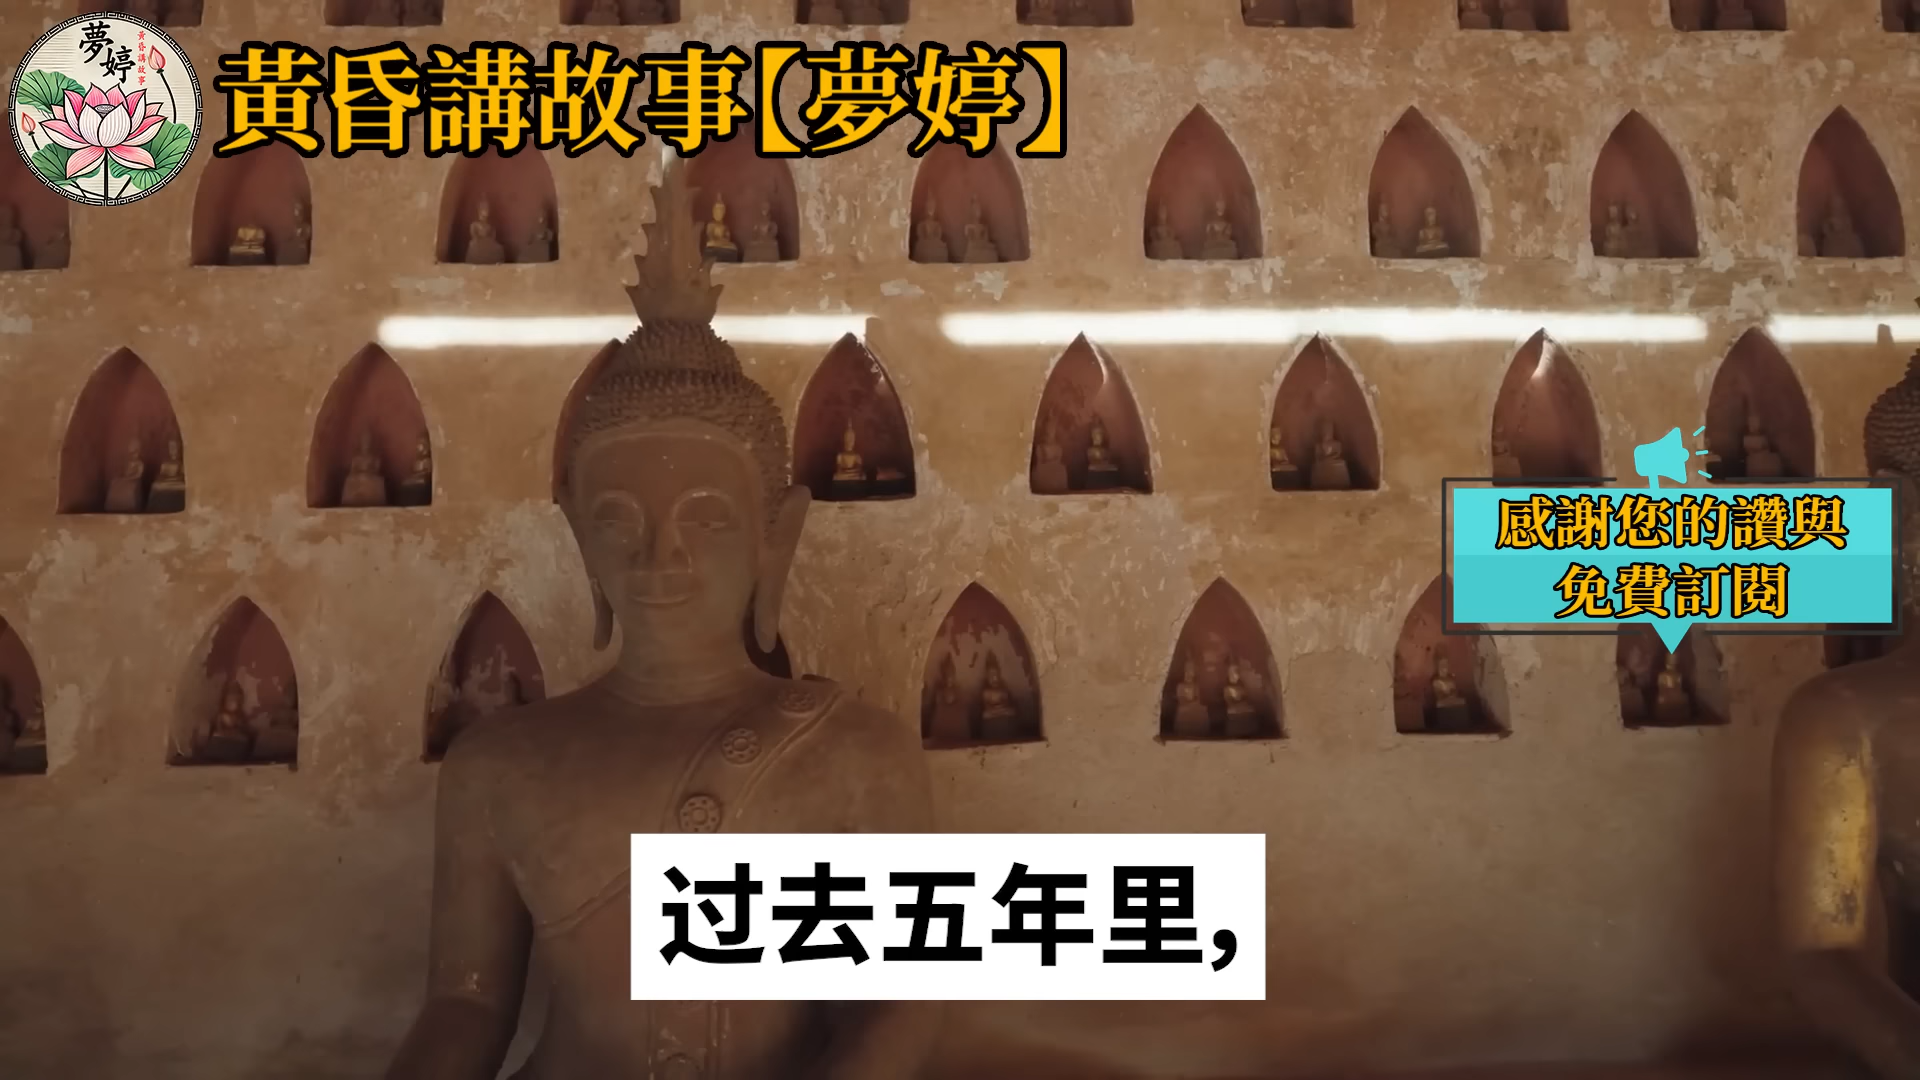 夢婷
黃昏講故事
黃昏講故事【夢婷】
感謝您的讚與
免費訂閱
过去五年里,